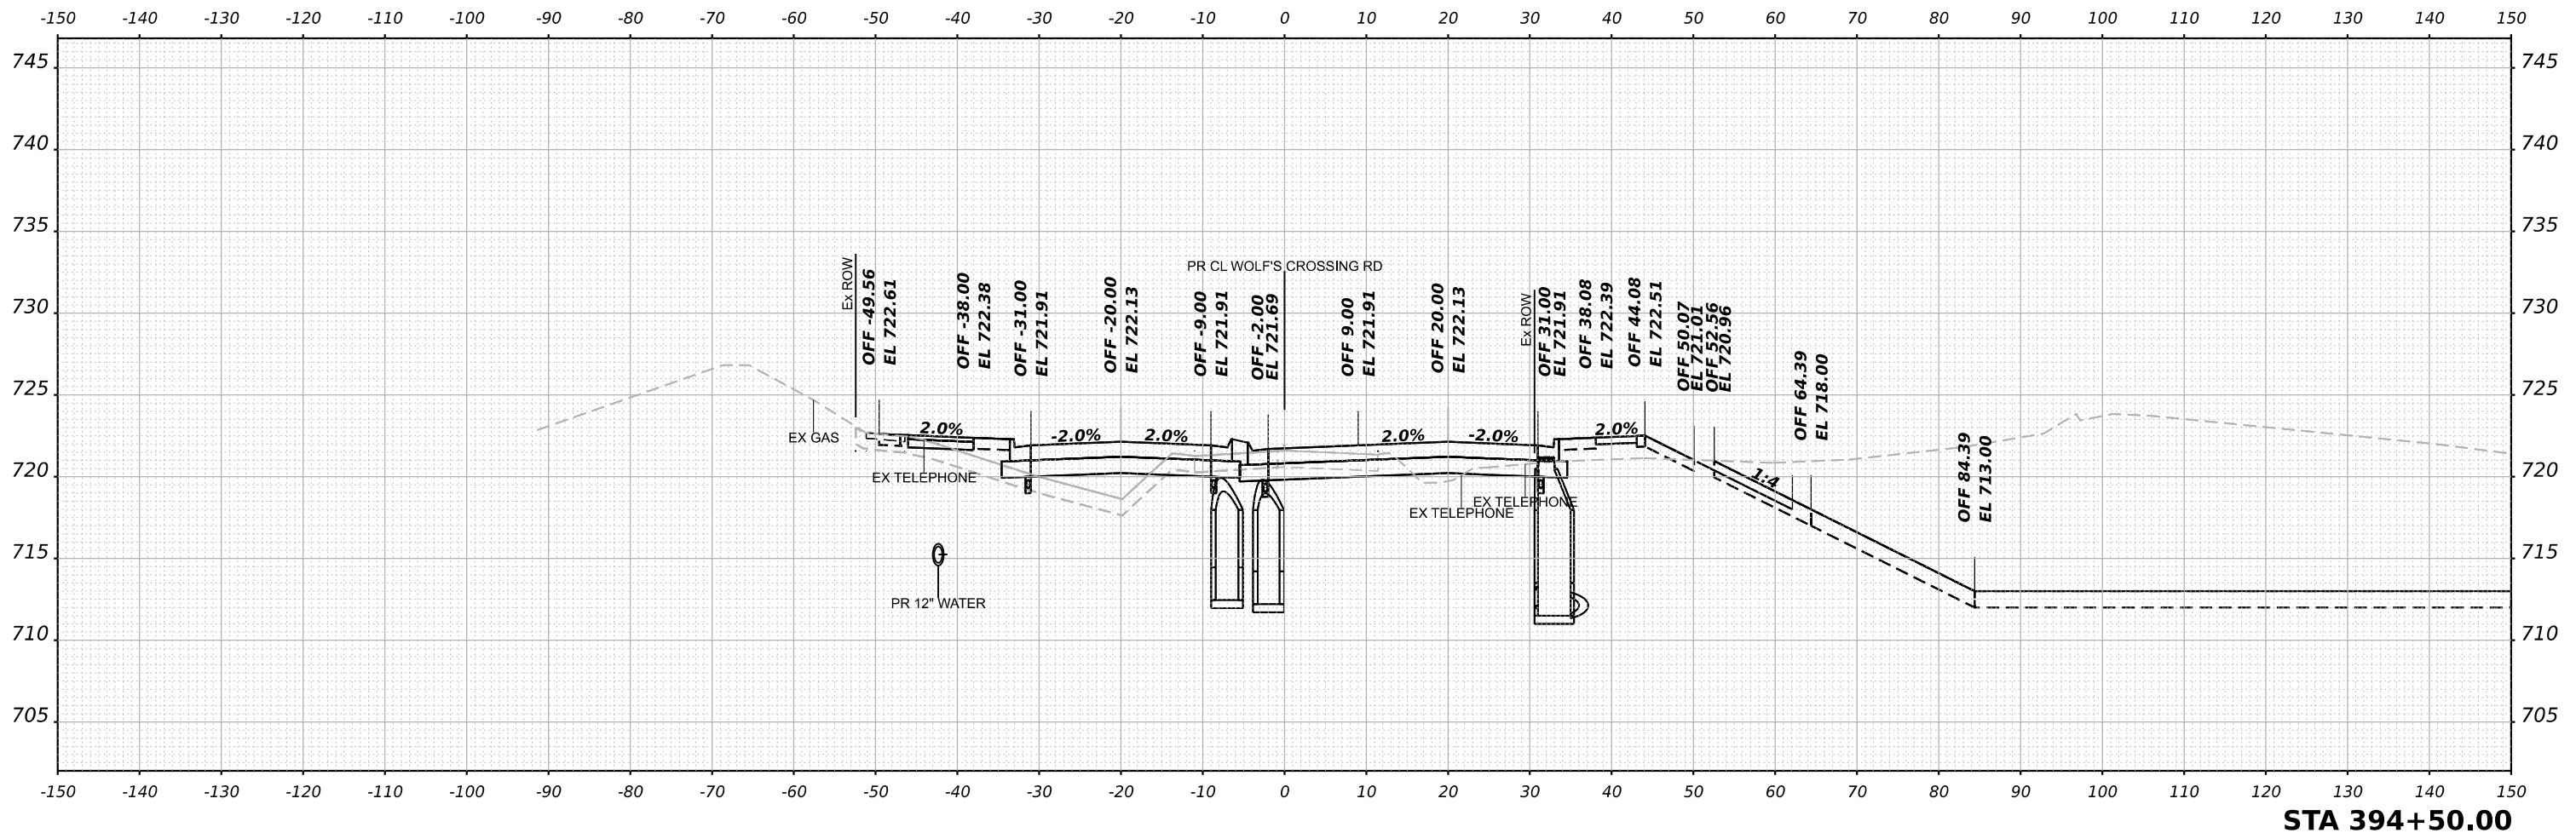 -150 -140 -130 -120 -110 -100 -90 -80 -70 -60 -50 -40 -30 -20 -10 0 10 20 30 40 50 60 70 80 90 100 110 120 130 140 150
745 745
740 740
735 735
730 730
725 725
720 720
715 715
710 710
705 705
PR CL WOLF'S CROSSING RD
Ex ROW
OFF -49.56
EL 722.61
OFF -38.00
EL 722.38
OFF -31.00
EL 721.91
OFF -20.00
EL 722.13
OFF -9.00
EL 721.91
OFF -2.00
EL 721.69
OFF 9.00
EL 721.91
OFF 20.00
EL 722.13
Ex ROW
OFF 31.00
EL 721.91
OFF 38.08
EL 722.39
OFF 44.08
EL 722.51
OFF 50.07
EL 721.01
OFF 52.56
EL 720.96
OFF 64.39
EL 718.00
OFF 84.39
EL 713.00
2.0%
-2.0%
2.0%
2.0%
-2.0%
2.0%
1:4
EX GAS
EX TELEPHONE
EX TELEPHONE
EX TELEPHONE
PR 12" WATER
-150 -140 -130 -120 -110 -100 -90 -80 -70 -60 -50 -40 -30 -20 -10 0 10 20 30 40 50 60 70 80 90 100 110 120 130 140 150
STA 394+50.00